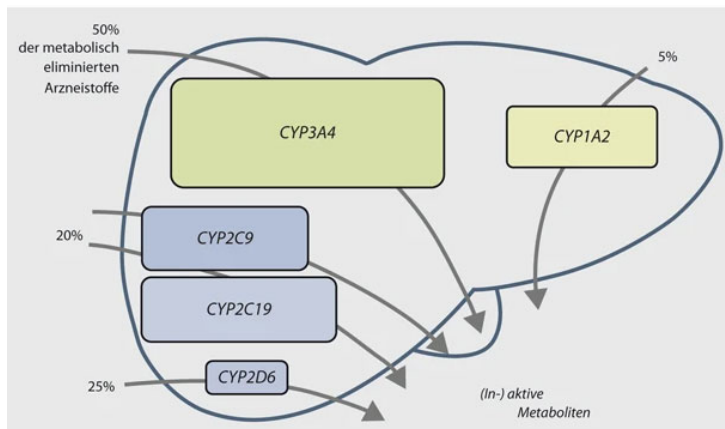 50%
der metabolisch
eliminierten
Arzneistoffe
5%
CYP3A4
CYP1A2
20%
CYP2C9
CYP2C19
25%
CYP2D6
(In-) aktive
Metaboliten